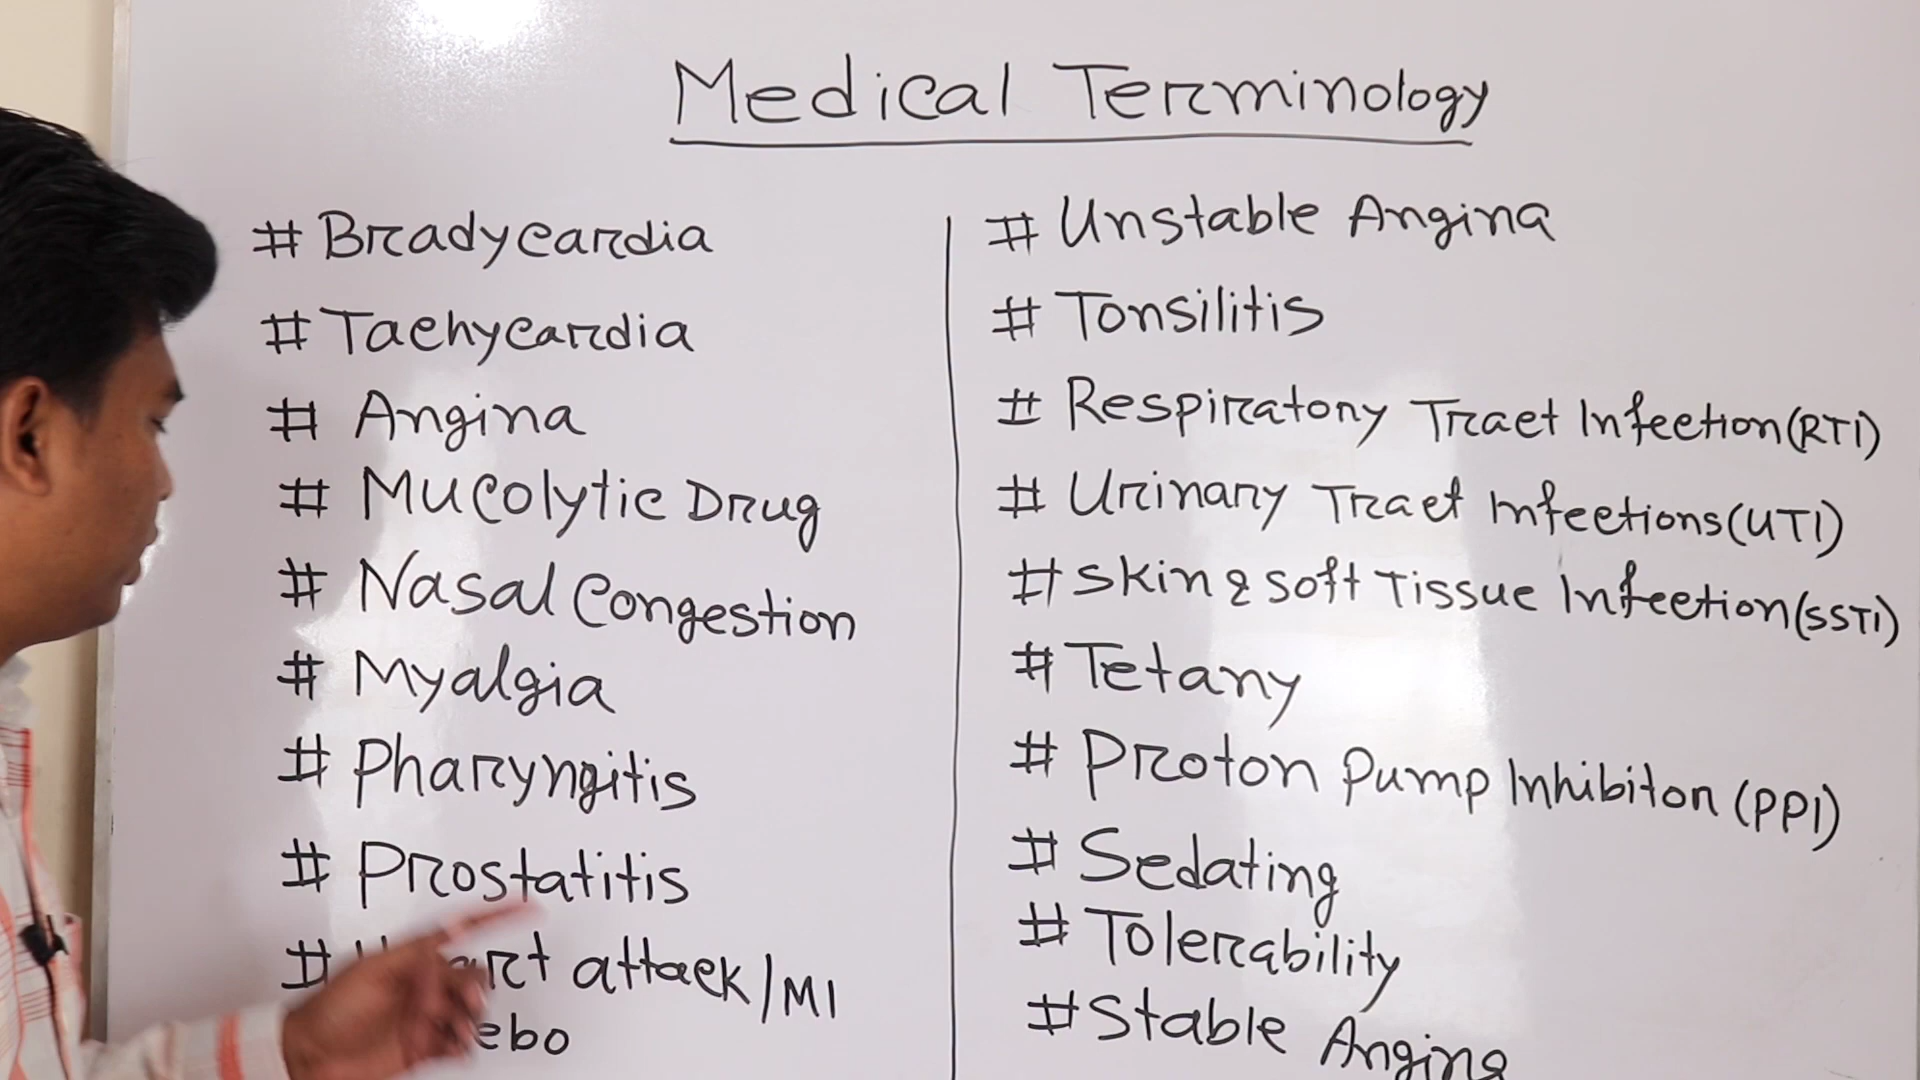 Medical Terminology
# Bradycardia
# Tachycardia
# Angina
# Mucolytic Drug
# Nasal Congestion
# Myalgia
# Pharyngitis
# Prostatitis
# attack/MI
# Unstable Angina
# Tonsilitis
# Respiratory Tract Infection(RTI)
# Urinary Tract Infections(UTI)
# Skin & Soft Tissue Infection(SSTI)
# Tetany
# Proton Pump Inhibitor (PPI)
# Sedating
# Tolerability
# Stable Angina